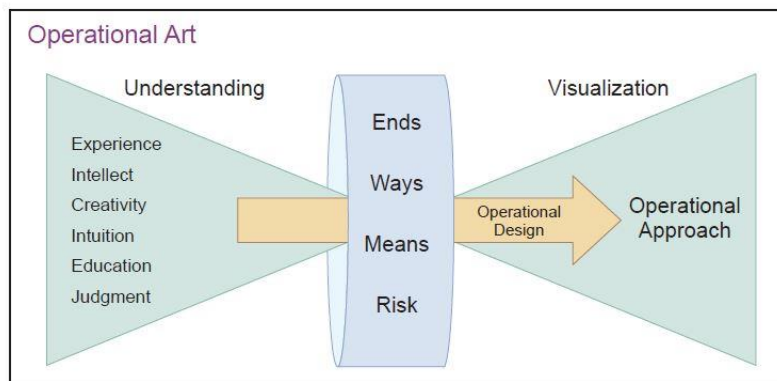 Operational Art
Understanding
Visualization
Experience
Intellect
Creativity
Intuition
Education
Judgment
Ends
Ways
Means
Risk
Operational
Design
Operational
Approach